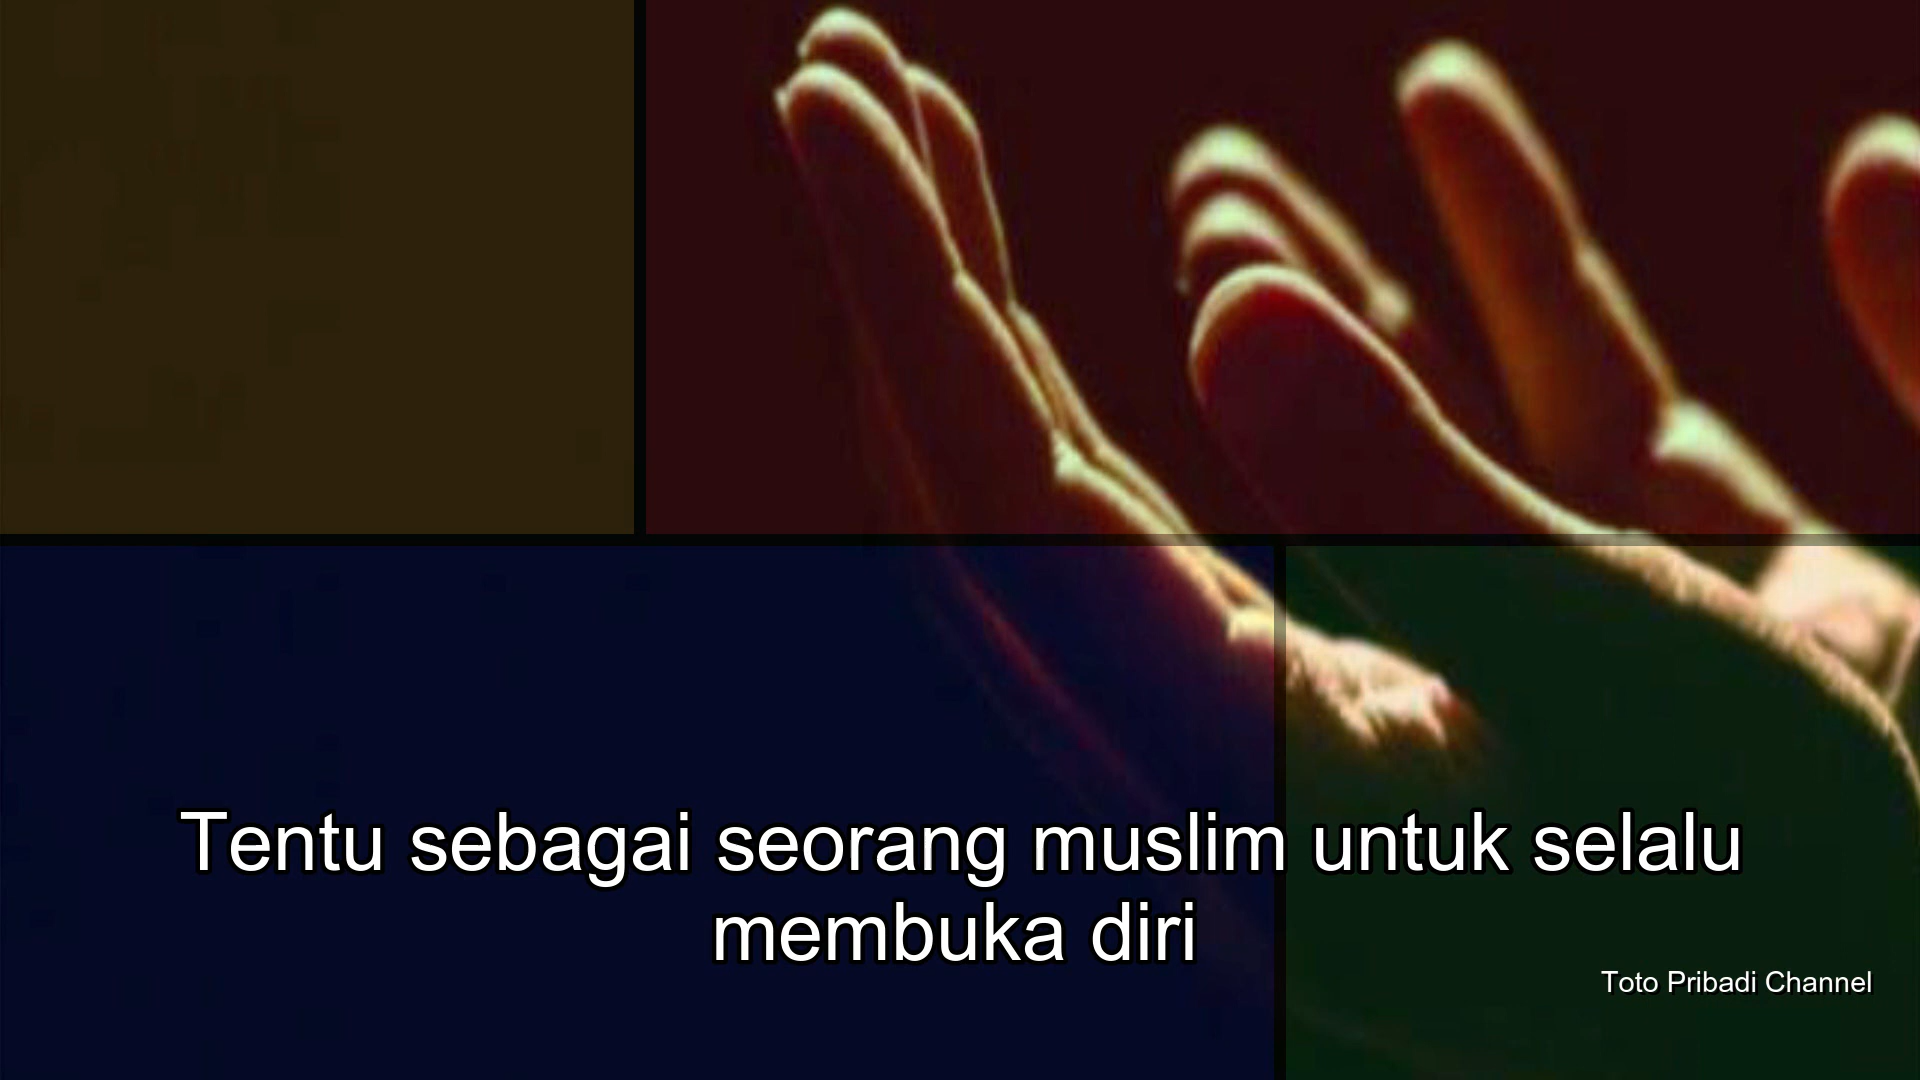 Tentu sebagai seorang muslim untuk selalu
membuka diri
Toto Pribadi Channel